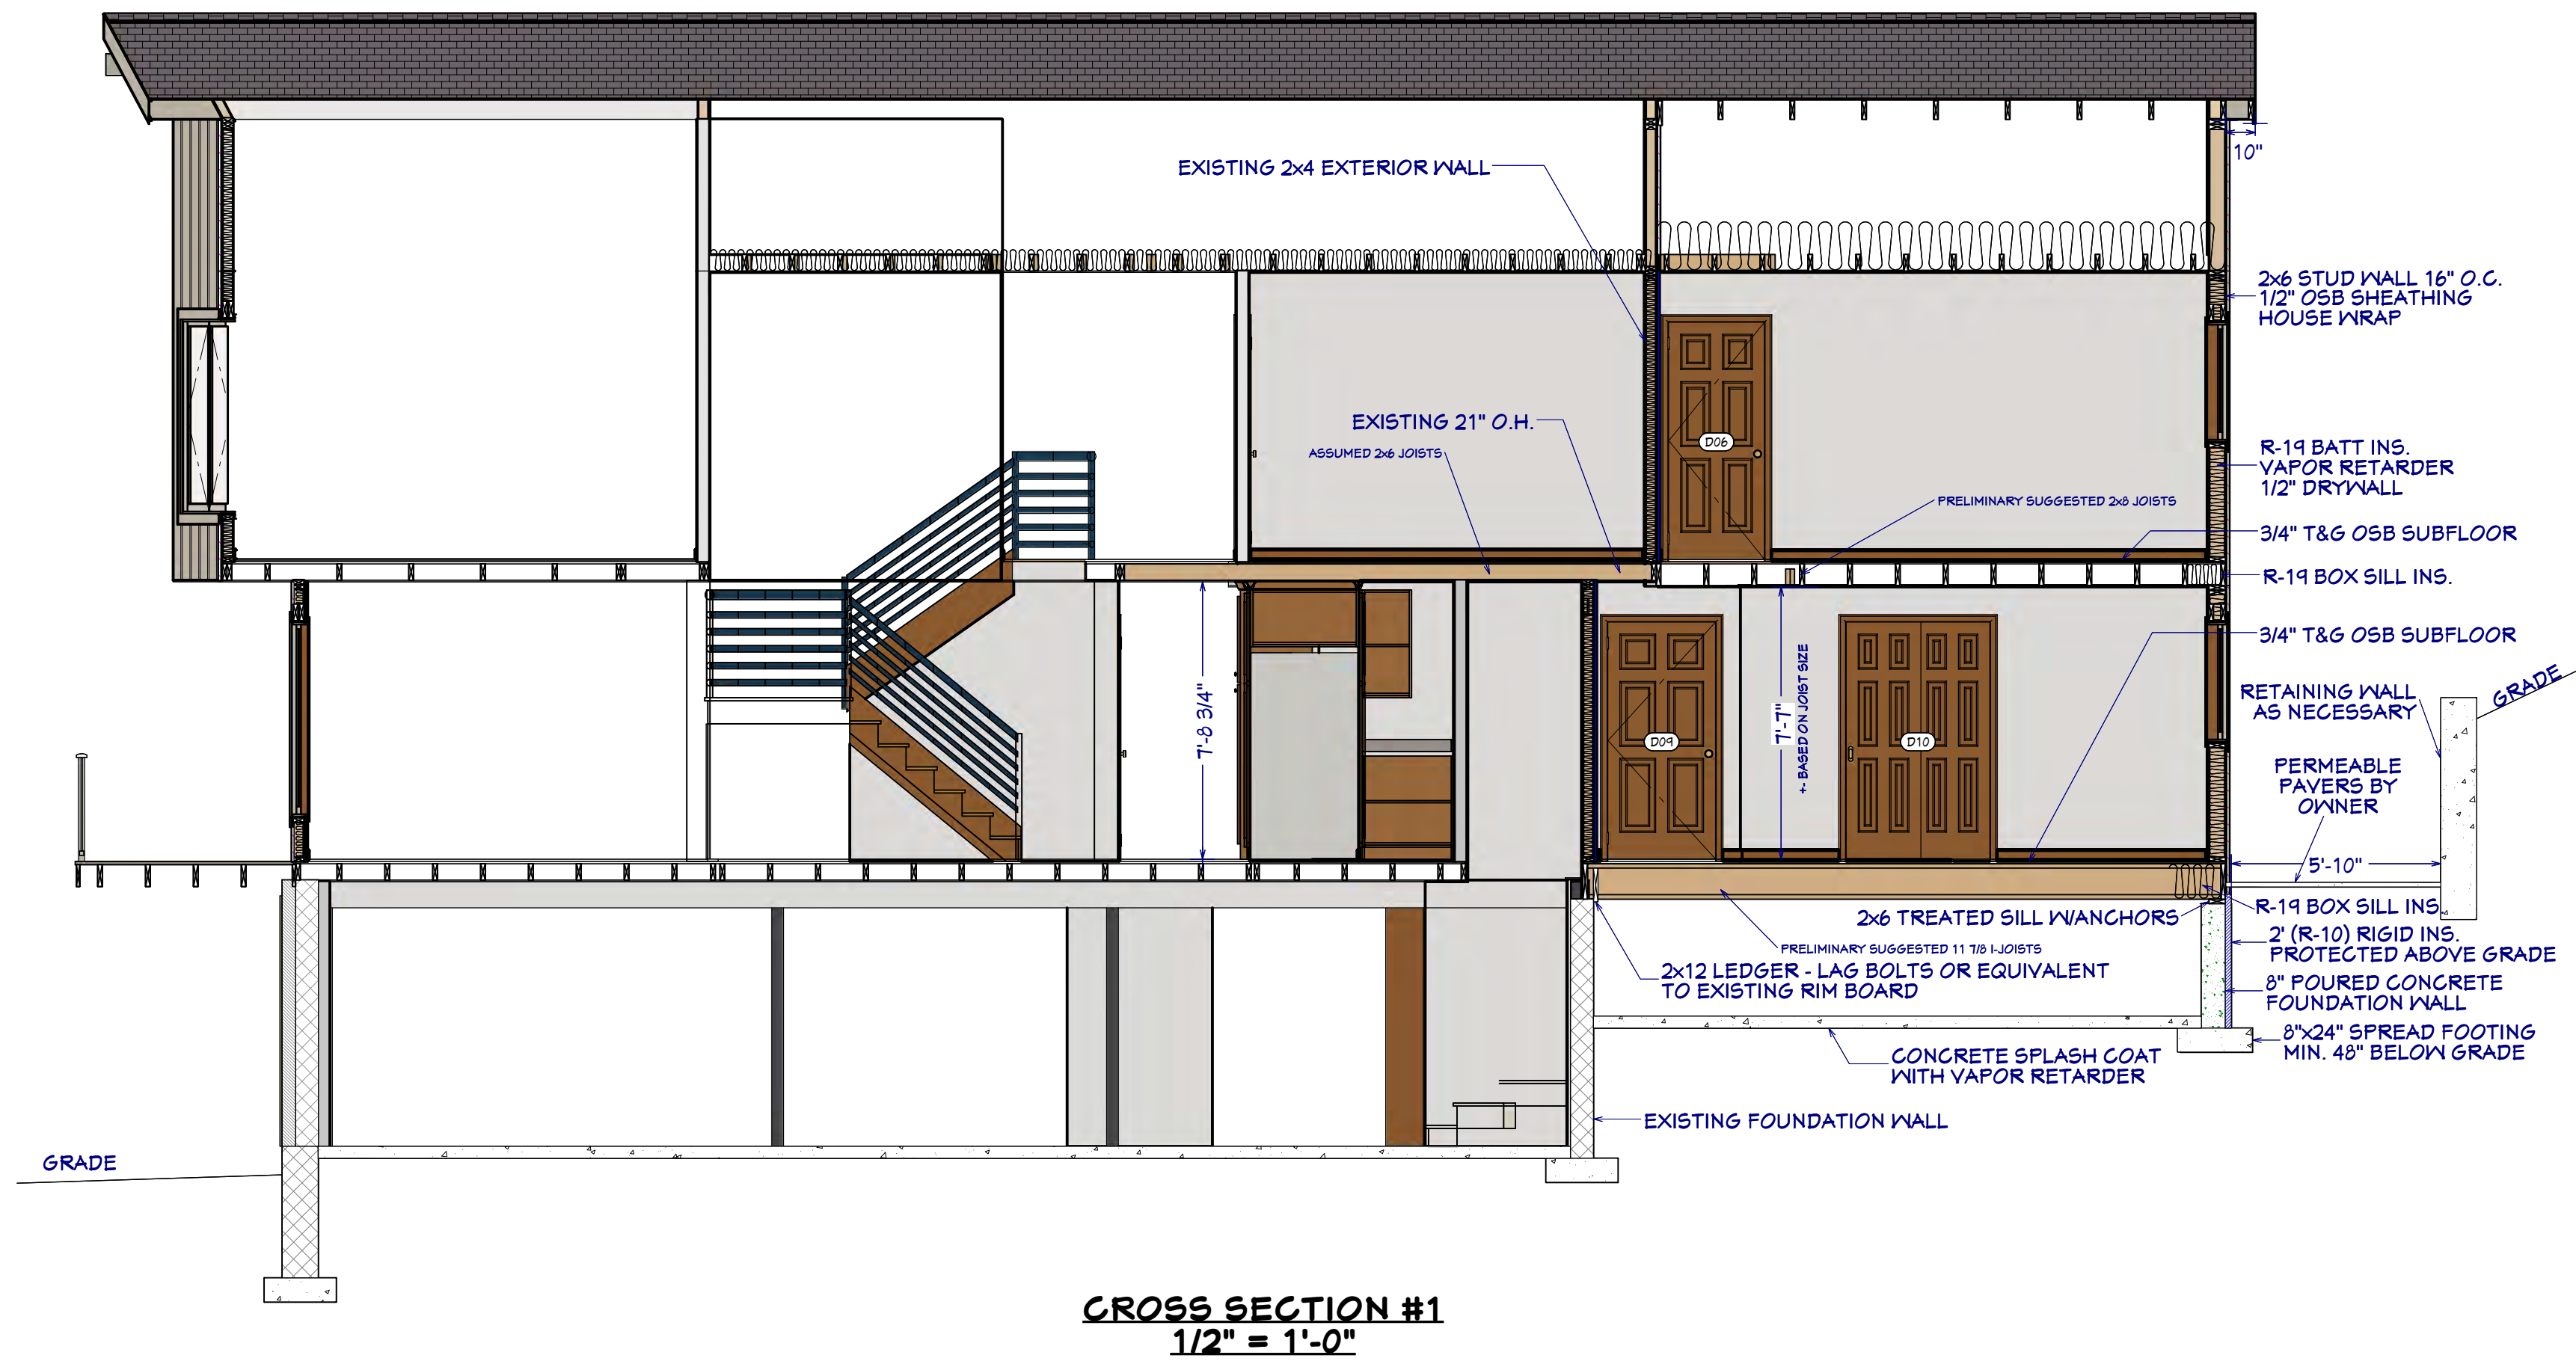 EXISTING 2x4 EXTERIOR WALL
10"
2x6 STUD WALL 16" O.C.
1/2" OSB SHEATHING
HOUSE WRAP
EXISTING 21" O.H.
ASSUMED 2x6 JOISTS
D06
R-19 BATT INS.
VAPOR RETARDER
1/2" DRYWALL
PRELIMINARY SUGGESTED 2x8 JOISTS
3/4" T&G OSB SUBFLOOR
R-19 BOX SILL INS.
3/4" T&G OSB SUBFLOOR
7'-8 3/4"
7'-7"
+- BASED ON JOIST SIZE
D09
D10
RETAINING WALL
AS NECESSARY
GRADE
PERMEABLE
PAVERS BY
OWNER
5'-10"
R-19 BOX SILL INS.
2x6 TREATED SILL W/ANCHORS
PRELIMINARY SUGGESTED 11 7/8 I-JOISTS
2x12 LEDGER - LAG BOLTS OR EQUIVALENT
TO EXISTING RIM BOARD
2' (R-10) RIGID INS.
PROTECTED ABOVE GRADE
8" POURED CONCRETE
FOUNDATION WALL
8"x24" SPREAD FOOTING
MIN. 48" BELOW GRADE
CONCRETE SPLASH COAT
WITH VAPOR RETARDER
EXISTING FOUNDATION WALL
GRADE
CROSS SECTION #1
1/2" = 1'-0"